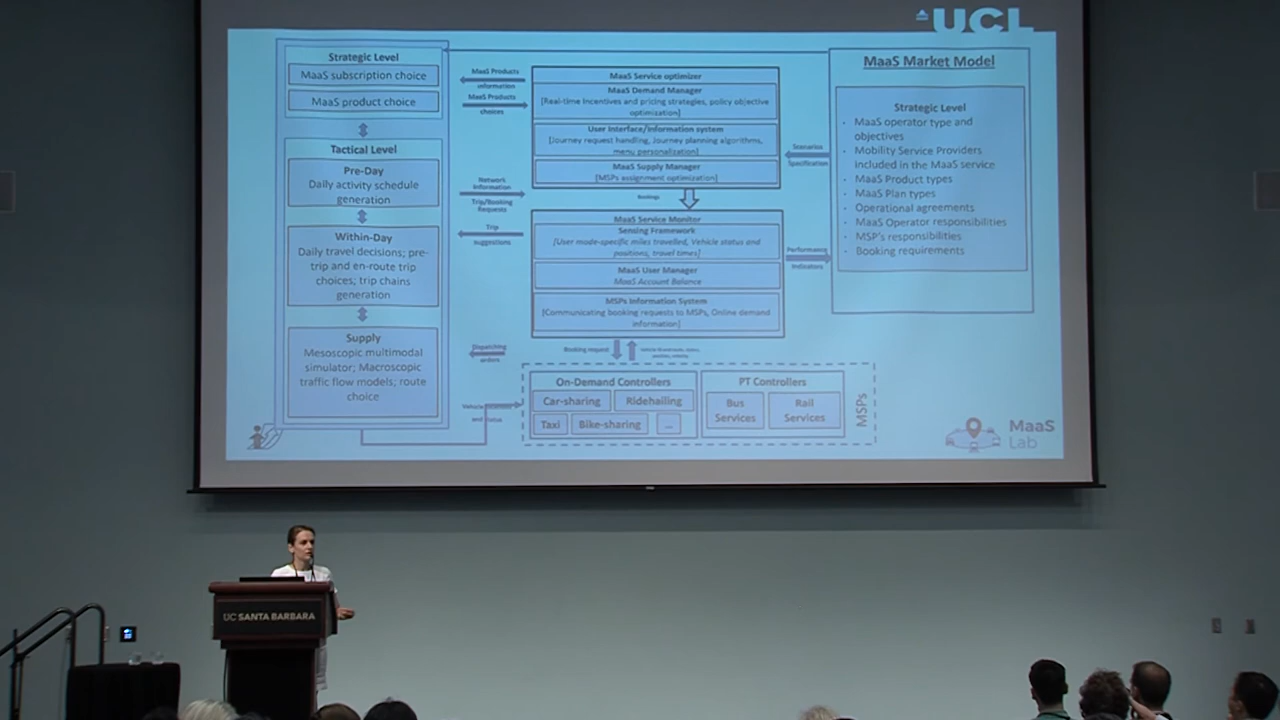 UCL
Strategic Level
MaaS subscription choice
MaaS product choice
Tactical Level
Pre-Day
Daily activity schedule
generation
Within-Day
Daily travel decisions; pre-
trip and en-route trip
choices; trip chains
generation
Supply
Mesoscopic multimodal
simulator; Macroscopic
traffic flow models; route
choice
MaaS Products
information
MaaS Products
choices
Network
Information
Trip/Booking
Requests
Trip
suggestions
Dispatching
orders
MaaS Service optimizer
MaaS Demand Manager
[Real-time incentives and pricing strategies, policy objective
optimization]
User Interface/Information system
[Journey request handling, Journey planning algorithms,
menu personalization]
MaaS Supply Manager
[MSPs assignment optimization]
Bookings
MaaS Service Monitor
Sensing Framework
[User mode-specific miles travelled, Vehicle status and
positions, travel times]
MaaS User Manager
MaaS Account Balance
MSPs Information System
[Communicating booking requests to MSPs, Online demand
information]
Booking request
On-Demand Controllers
Car-sharing
Ridehailing
Taxi
Bike-sharing
...
PT Controllers
Bus
Services
Rail
Services
MSPs
Scenarios
Specification
Performance
Indicators
MaaS Market Model
Strategic Level
· MaaS operator type and
objectives
· Mobility Service Providers
included in the MaaS service
· MaaS Product types
· MaaS Plan types
· Operational agreements
· MaaS Operator responsibilities
· MSP's responsibilities
· Booking requirements
MaaS
Lab
UC SANTA BARBARA